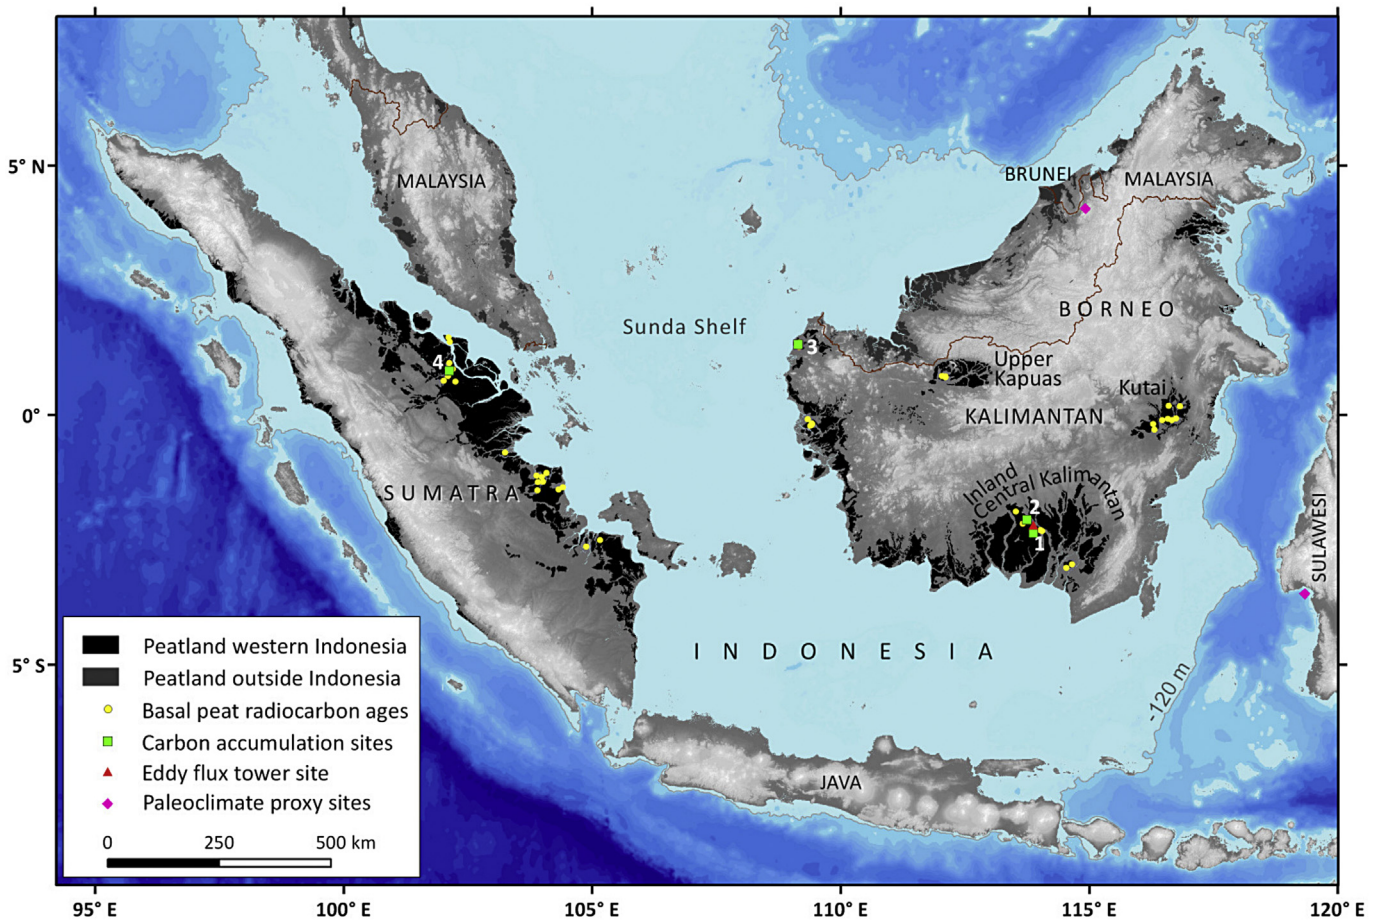 5° N
0°
5° S
MALAYSIA
BRUNEI
MALAYSIA
BORNEO
Sunda Shelf
3
4
Upper
Kapuas
Kutai
KALIMANTAN
SUMATRA
Inland
Central Kalimantan
2
1
SULAWESI
INDONESIA
-120 m
JAVA
Peatland western Indonesia
Peatland outside Indonesia
Basal peat radiocarbon ages
Carbon accumulation sites
Eddy flux tower site
Paleoclimate proxy sites
0 250 500 km
95° E 100° E 105° E 110° E 115° E 120° E